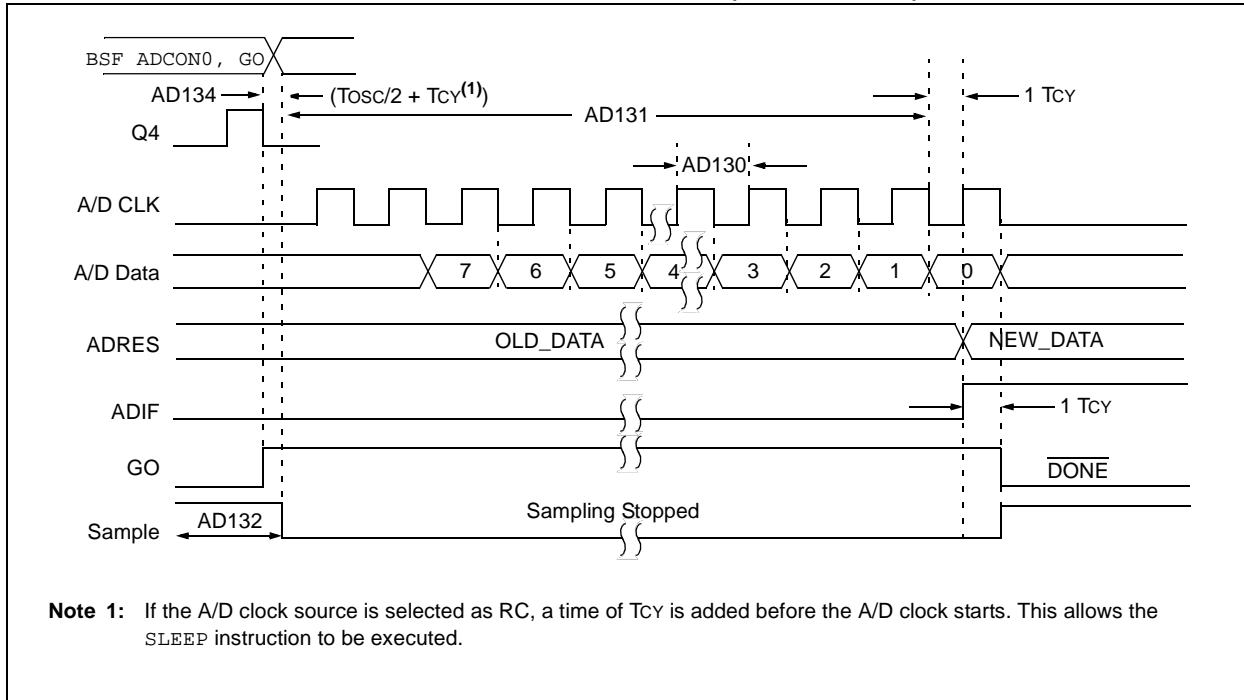 BSF ADCON0, GO
AD134
(TOSC/2 + TCY(1))
AD131
1 TCY
Q4
AD130
A/D CLK
A/D Data
7 6 5 4 3 2 1 0
ADRES
OLD_DATA
NEW_DATA
ADIF
1 TCY
GO
DONE
Sample
AD132
Sampling Stopped
Note 1: If the A/D clock source is selected as RC, a time of TCY is added before the A/D clock starts. This allows the
SLEEP instruction to be executed.